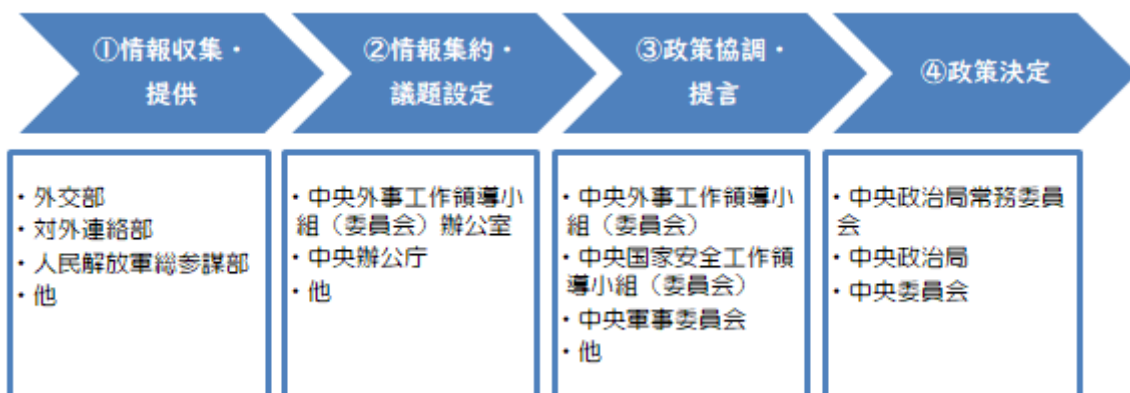 ①情報収集・
提供
②情報集約・
議題設定
③政策協調・
提言
④政策決定
・外交部
・対外連絡部
・人民解放軍総参謀部
・他
・中央外事工作領導小
組（委員会）辦公室
・中央辦公庁
・他
・中央外事工作領導小
組（委員会）
・中央国家安全工作領
導小組（委員会）
・中央軍事委員会
・他
・中央政治局常務委員
会
・中央政治局
・中央委員会